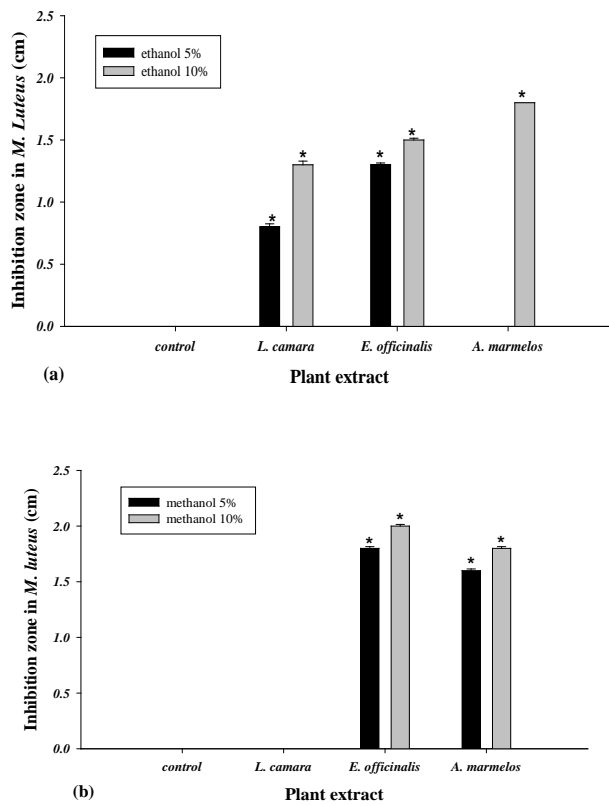 2.5
ethanol 5%
ethanol 10%
2.0
*
*
*
1.5
*
1.0
*
0.5
0.0
Inhibition zone in M. Luteus (cm)
control L. camara E. officinalis A. marmelos
(a)
Plant extract
2.5
methanol 5%
methanol 10%
*
2.0
*
*
*
1.5
1.0
0.5
0.0
Inhibition zone in M. luteus (cm)
control L. camara E. officinalis A. marmelos
(b)
Plant extract